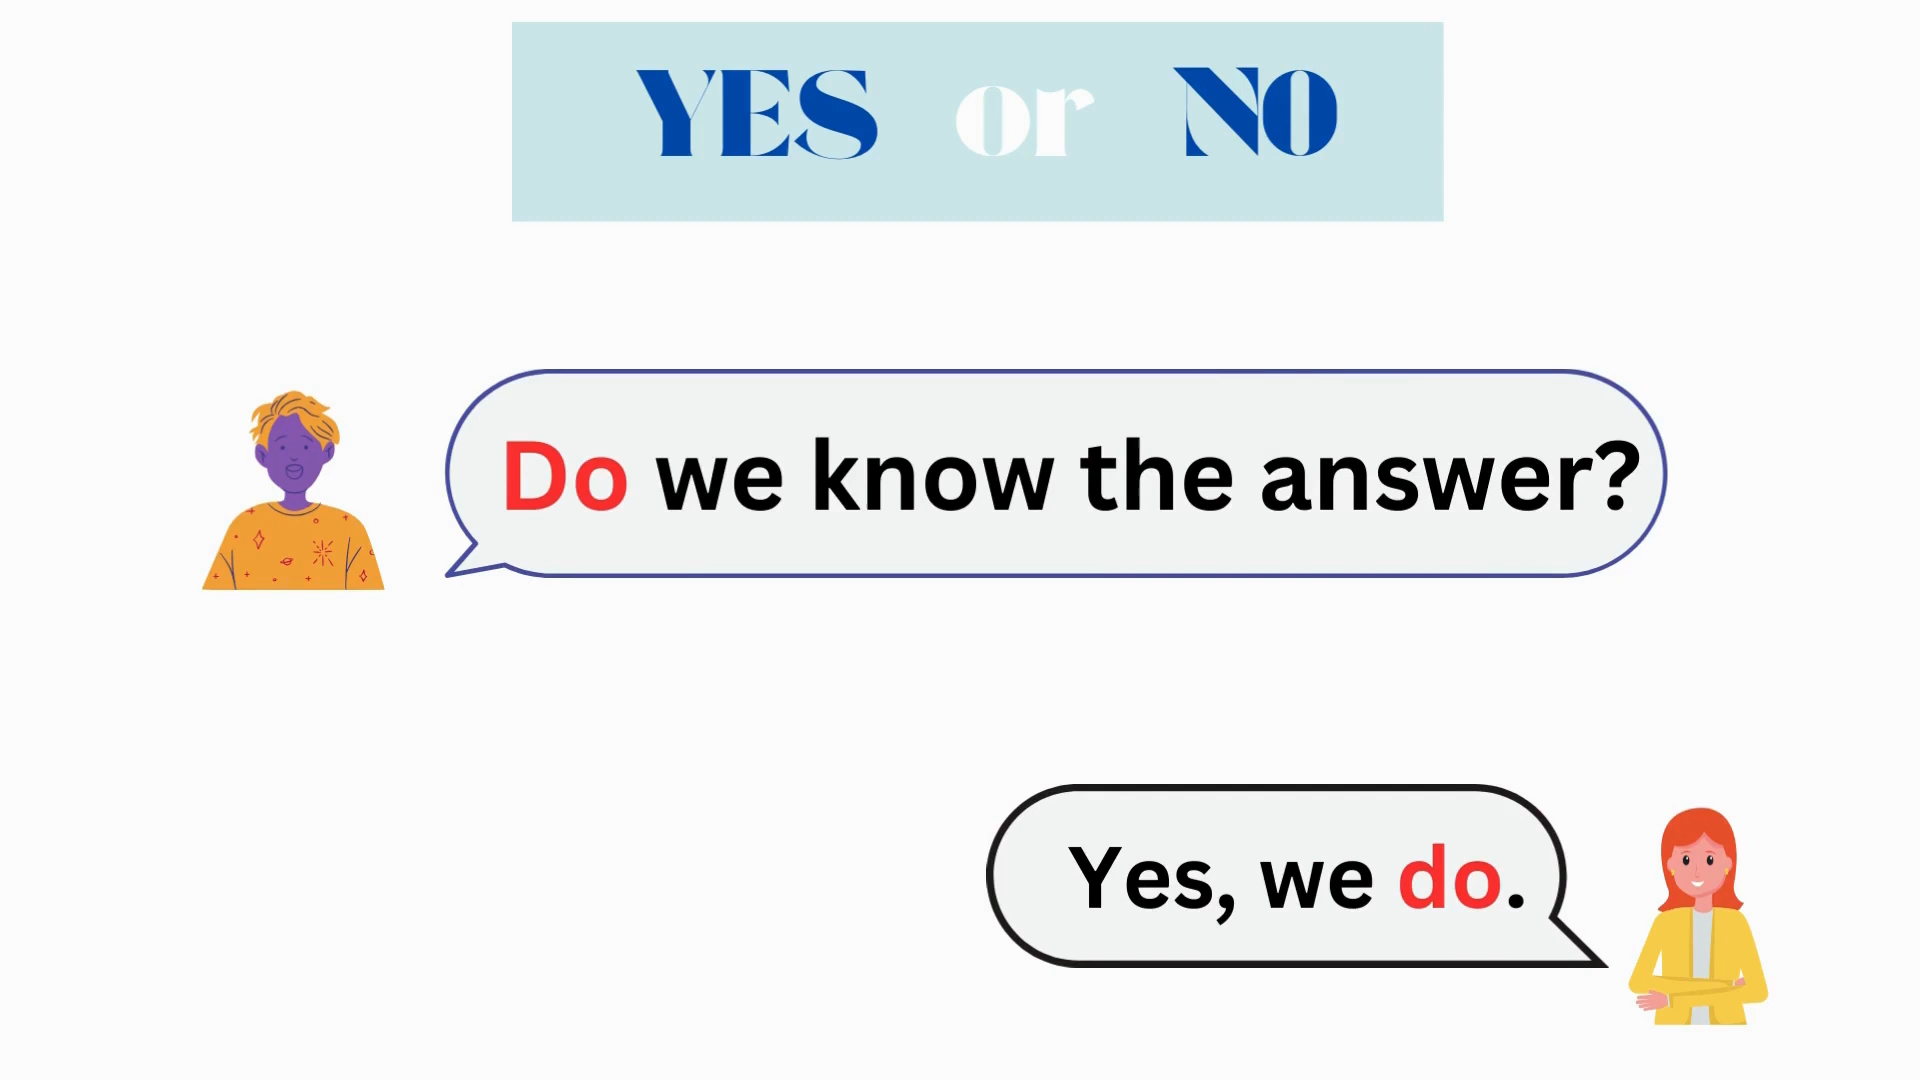 YES or NO
Do we know the answer?
Yes, we do.